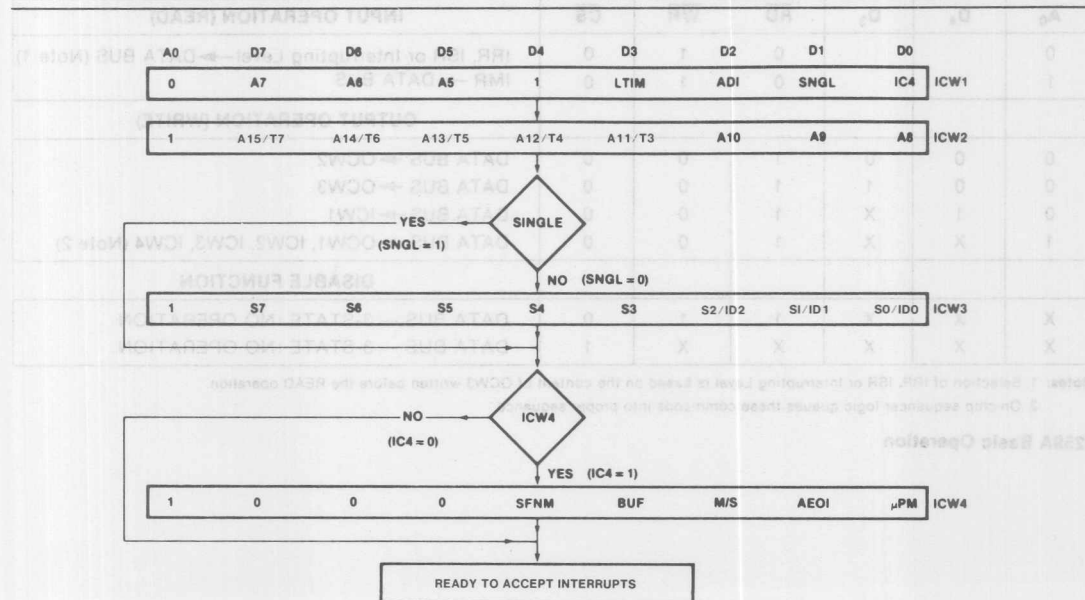 A0 D7 D6 D5 D4 D3 D2 D1 D0
0 A7 A6 A5 1 LTIM ADI SNGL IC4 ICW1
1 A15/T7 A14/T6 A13/T5 A12/T4 A11/T3 A10 A9 A8 ICW2
SINGLE
YES
(SNGL = 1)
NO (SNGL = 0)
1 S7 S6 S5 S4 S3 S2/ID2 SI/ID1 S0/ID0 ICW3
ICW4
NO
(IC4 = 0)
YES (IC4 = 1)
1 0 0 0 SFNM BUF M/S AEOI μPM ICW4
READY TO ACCEPT INTERRUPTS